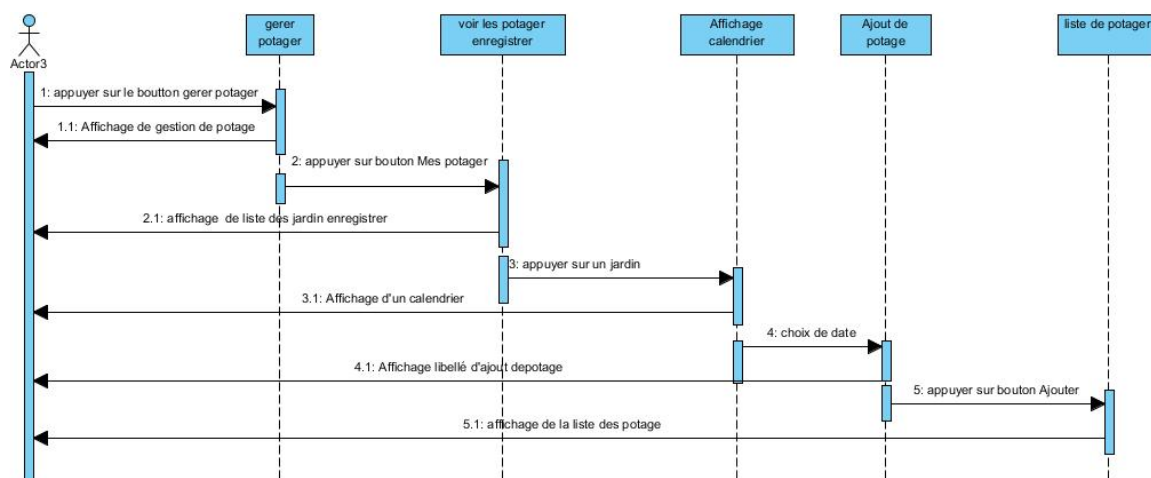 gerer
potager
voir les potager
enregistrer
Affichage
calendrier
Ajout de
potage
liste de potager
Actor3
1: appuyer sur le boutton gerer potager
1.1: Affichage de gestion de potage
2: appuyer sur bouton Mes potager
2.1: affichage de liste des jardin enregistrer
3: appuyer sur un jardin
3.1: Affichage d'un calendrier
4: choix de date
4.1: Affichage libellé d'ajout depotage
5: appuyer sur bouton Ajouter
5.1: affichage de la liste des potage